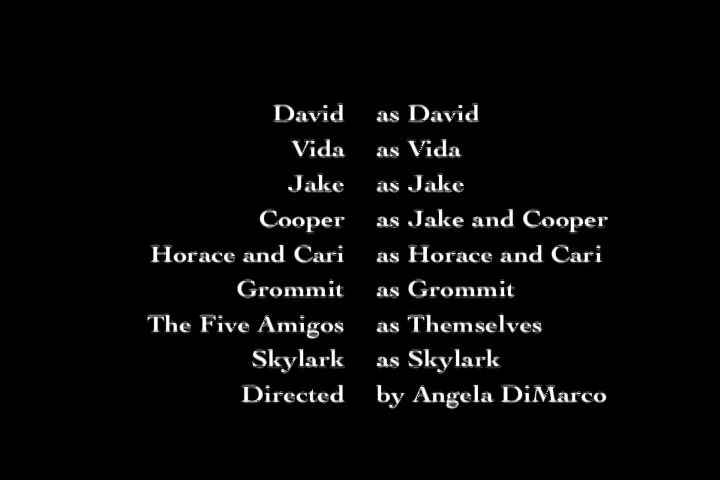 David as David
Vida as Vida
Jake as Jake
Cooper as Jake and Cooper
Horace and Cari as Horace and Cari
Grommit as Grommit
The Five Amigos as Themselves
Skylark as Skylark
Directed by Angela DiMarco